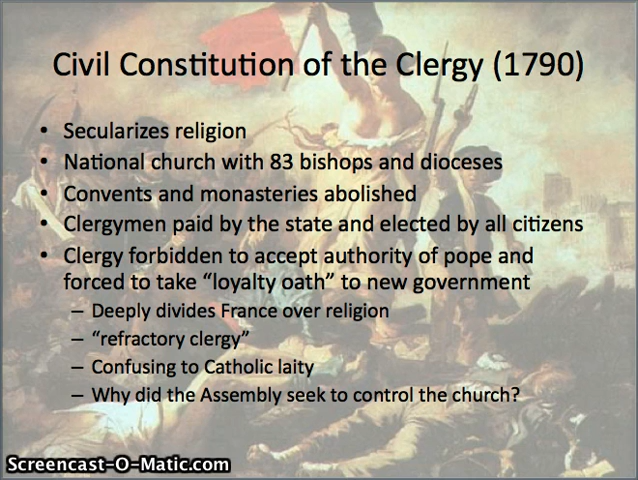 Civil Constitution of the Clergy (1790)
• Secularizes religion
• National church with 83 bishops and dioceses
• Convents and monasteries abolished
• Clergymen paid by the state and elected by all citizens
• Clergy forbidden to accept authority of pope and
forced to take “loyalty oath” to new government
– Deeply divides France over religion
– “refractory clergy”
– Confusing to Catholic laity
– Why did the Assembly seek to control the church?
Screencast-O-Matic.com